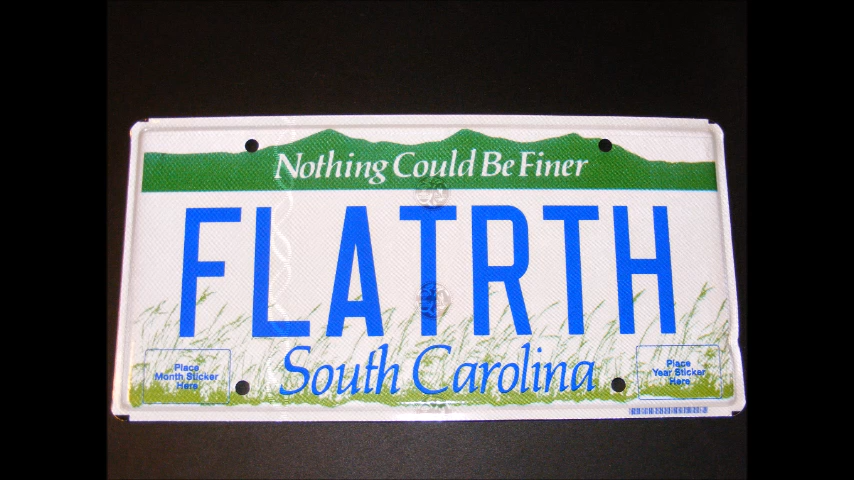 Nothing Could Be Finer
FLATRTH
South Carolina
Place
Month Sticker
Here
Place
Year Sticker
Here